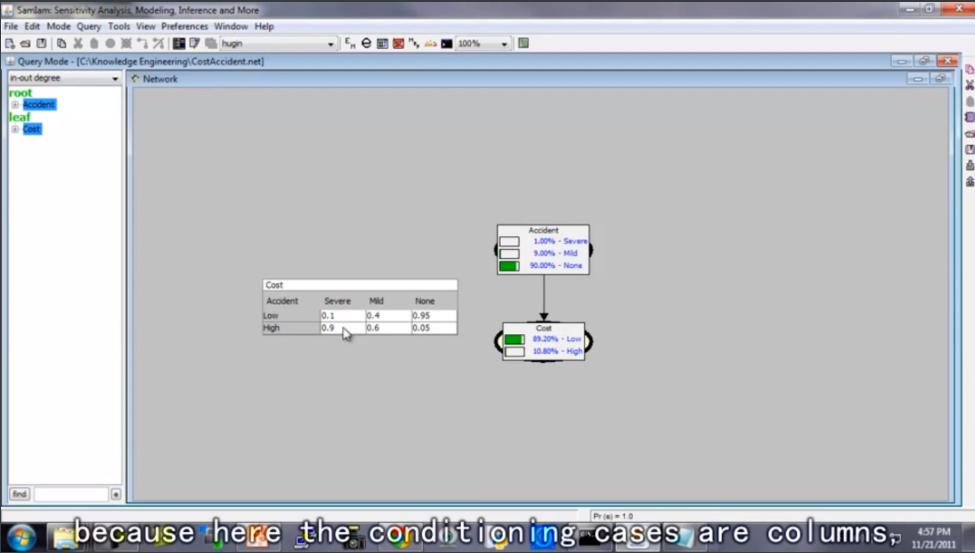 SamIam: Sensitivity Analysis, Modeling, Inference and More
File Edit Mode Query Tools View Preferences Window Help
hugin
100%
Query Mode - [C:\Knowledge Engineering\CostAccident.net]
in-out degree
Network
root
Accident
leaf
Cost
Accident
1.00% - Severe
9.00% - Mild
90.00% - None
Cost
Accident Severe Mild None
Low 0.1 0.4 0.95
High 0.9 0.6 0.05
Cost
89.20% - Low
10.80% - High
find
Pr (e) = 1.0
because here the conditioning cases are columns,
4:57 PM
11/21/2011